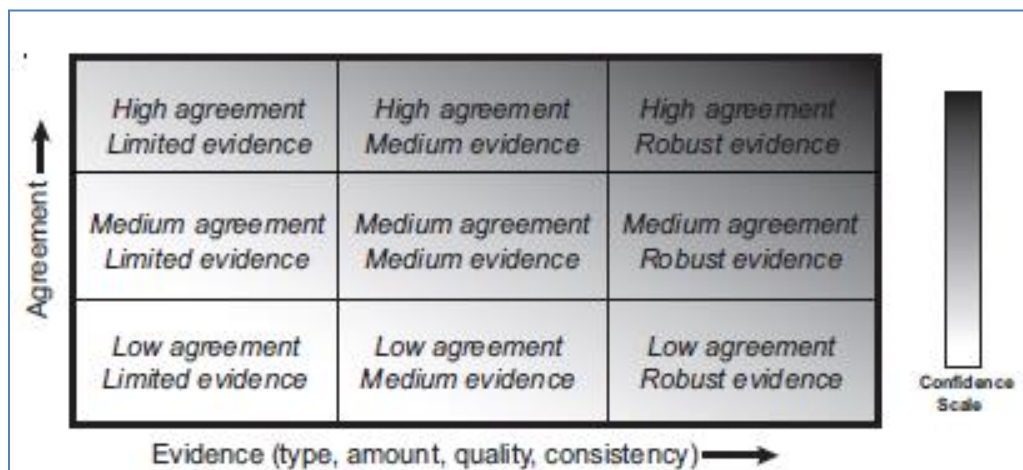 High agreement
Limited evidence
High agreement
Medium evidence
High agreement
Robust evidence
Medium agreement
Limited evidence
Medium agreement
Medium evidence
Medium agreement
Robust evidence
Low agreement
Limited evidence
Low agreement
Medium evidence
Low agreement
Robust evidence
Agreement
Evidence (type, amount, quality, consistency)
Confidence
Scale